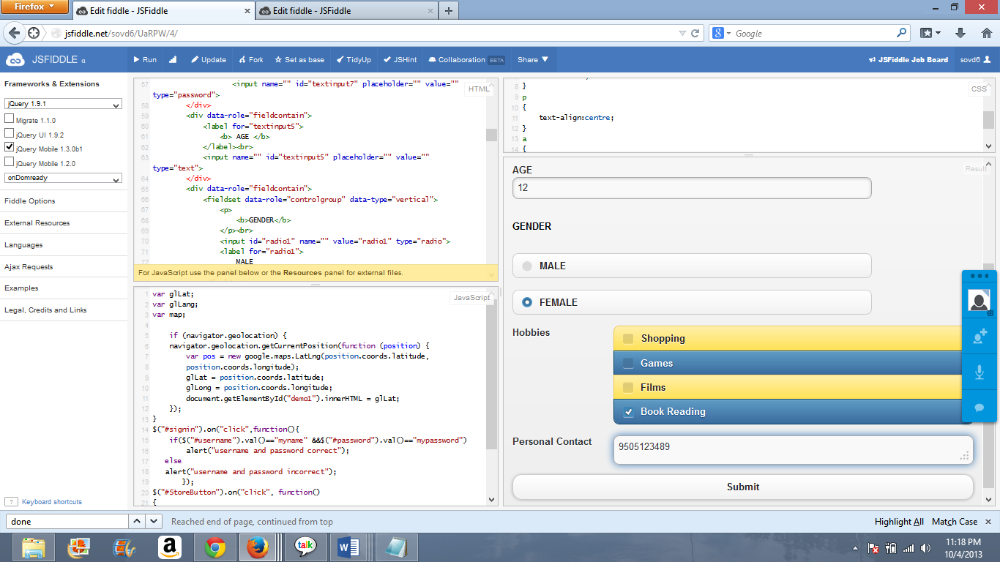 Firefox
Edit fiddle - JSFiddle
Edit fiddle - JSFiddle
jsfiddle.net/sovd6/UaRPW/4/
Google
JSFIDDLE α
Run
Update
Fork
Set as base
TidyUp
JSHint
Collaboration BETA
Share
JSFiddle Job Board
sovd6
Frameworks & Extensions
jQuery 1.9.1
Migrate 1.1.0
jQuery UI 1.9.2
jQuery Mobile 1.3.0b1
jQuery Mobile 1.2.0
onDomready
Fiddle Options
External Resources
Languages
Ajax Requests
Examples
Legal, Credits and Links
? Keyboard shortcuts
HTML
57 <input name="" id="textinput7" placeholder="" value=""
type="password">
58 </div>
59 <div data-role="fieldcontain">
60 <label for="textinput5">
61 <b> AGE </b>
62 </label><br>
63 <input name="" id="textinput5" placeholder="" value=""
type="text">
64 </div>
65 <div data-role="fieldcontain">
66 <fieldset data-role="controlgroup" data-type="vertical">
67 <p>
68 <b>GENDER</b>
69 </p><br>
70 <input id="radio1" name="" value="radio1" type="radio">
71 <label for="radio1">
72 MALE
For JavaScript use the panel below or the Resources panel for external files.
JavaScript
1 var glLat;
2 var glLang;
3 var map;
4
5 if (navigator.geolocation) {
6 navigator.geolocation.getCurrentPosition(function (position) {
7 var pos = new google.maps.LatLng(position.coords.latitude,
8 position.coords.longitude);
9 glLat = position.coords.latitude;
10 glLong = position.coords.longitude;
11 document.getElementById("demo1").innerHTML = glLat;
12 });
13 }
14 $("#signin").on("click",function(){
15 if($("#username").val()=="myname" &&$("#password").val()=="mypassword")
16 alert("username and password correct");
17 else
18 alert("username and password incorrect");
19 });
20 $("#StoreButton").on("click", function()
21 {
CSS
8 }
9 p
10 {
11 text-align:centre;
12 }
13 a
14 {
Result
AGE
12
GENDER
MALE
FEMALE
Hobbies
Shopping
Games
Films
Book Reading
Personal Contact
9505123489
Submit
done
Reached end of page, continued from top
Highlight All
Match Case
talk
11:18 PM
10/4/2013